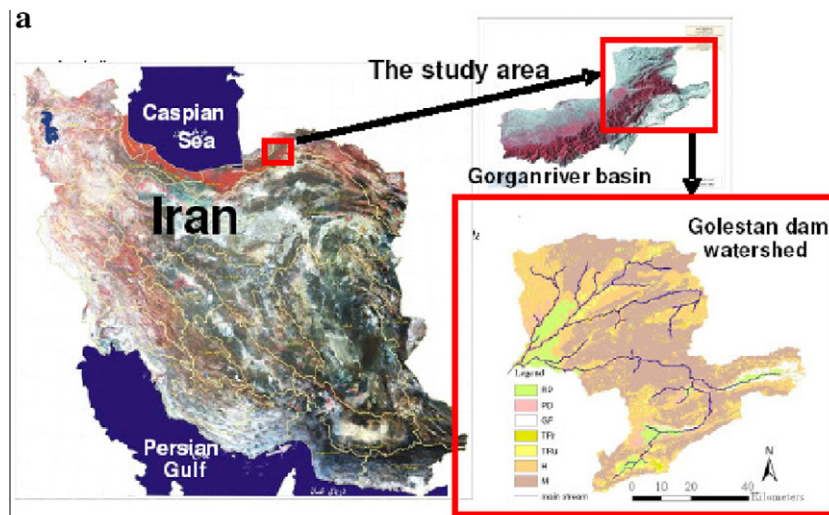 a
The study area
Caspian
Sea
Iran
Persian
Gulf
Gorganriver basin
Golestan dam
watershed
Legend
RP
PD
GF
TRr
TRu
H
M
main stream
N
0 10 20 40
Kilometers